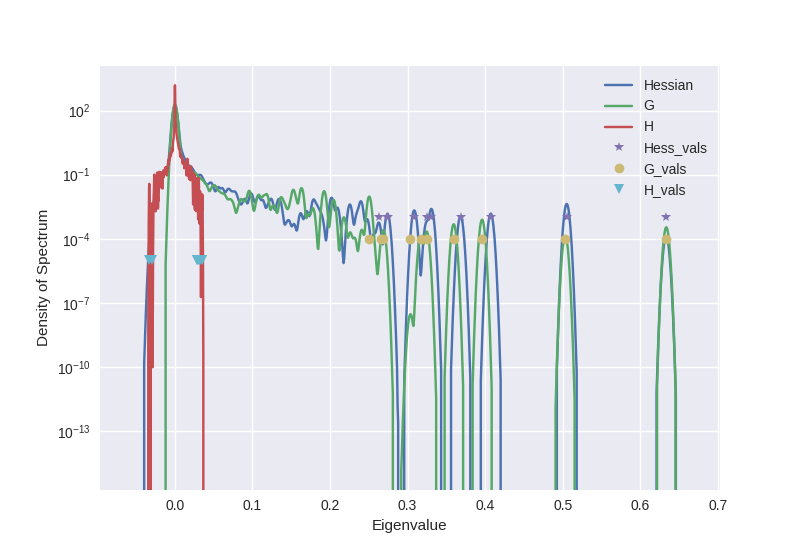 10^2
10^−1
10^−4
10^−7
10^−10
10^−13
Density of Spectrum
Hessian
G
H
Hess_vals
G_vals
H_vals
0.0 0.1 0.2 0.3 0.4 0.5 0.6 0.7
Eigenvalue